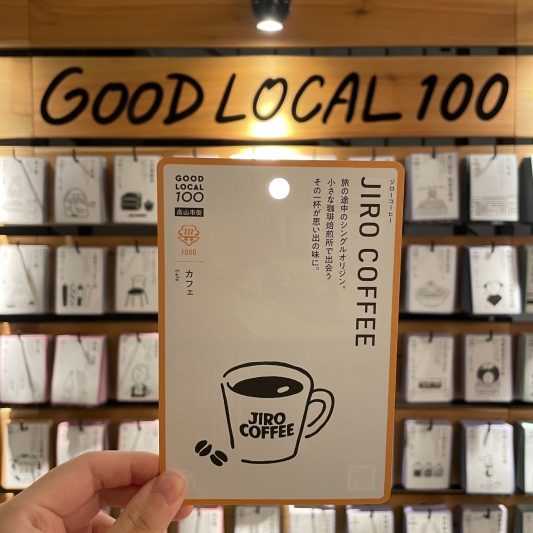 GOOD LOCAL 100
GOOD
LOCAL
100
高山市街
FOOD
カフェ
Cafe
ジローコーヒー
JIRO COFFEE
旅の途中のシングルオリジン。
小さな珈琲焙煎所で出会う
その一杯が思い出の味に。
JIRO
COFFEE